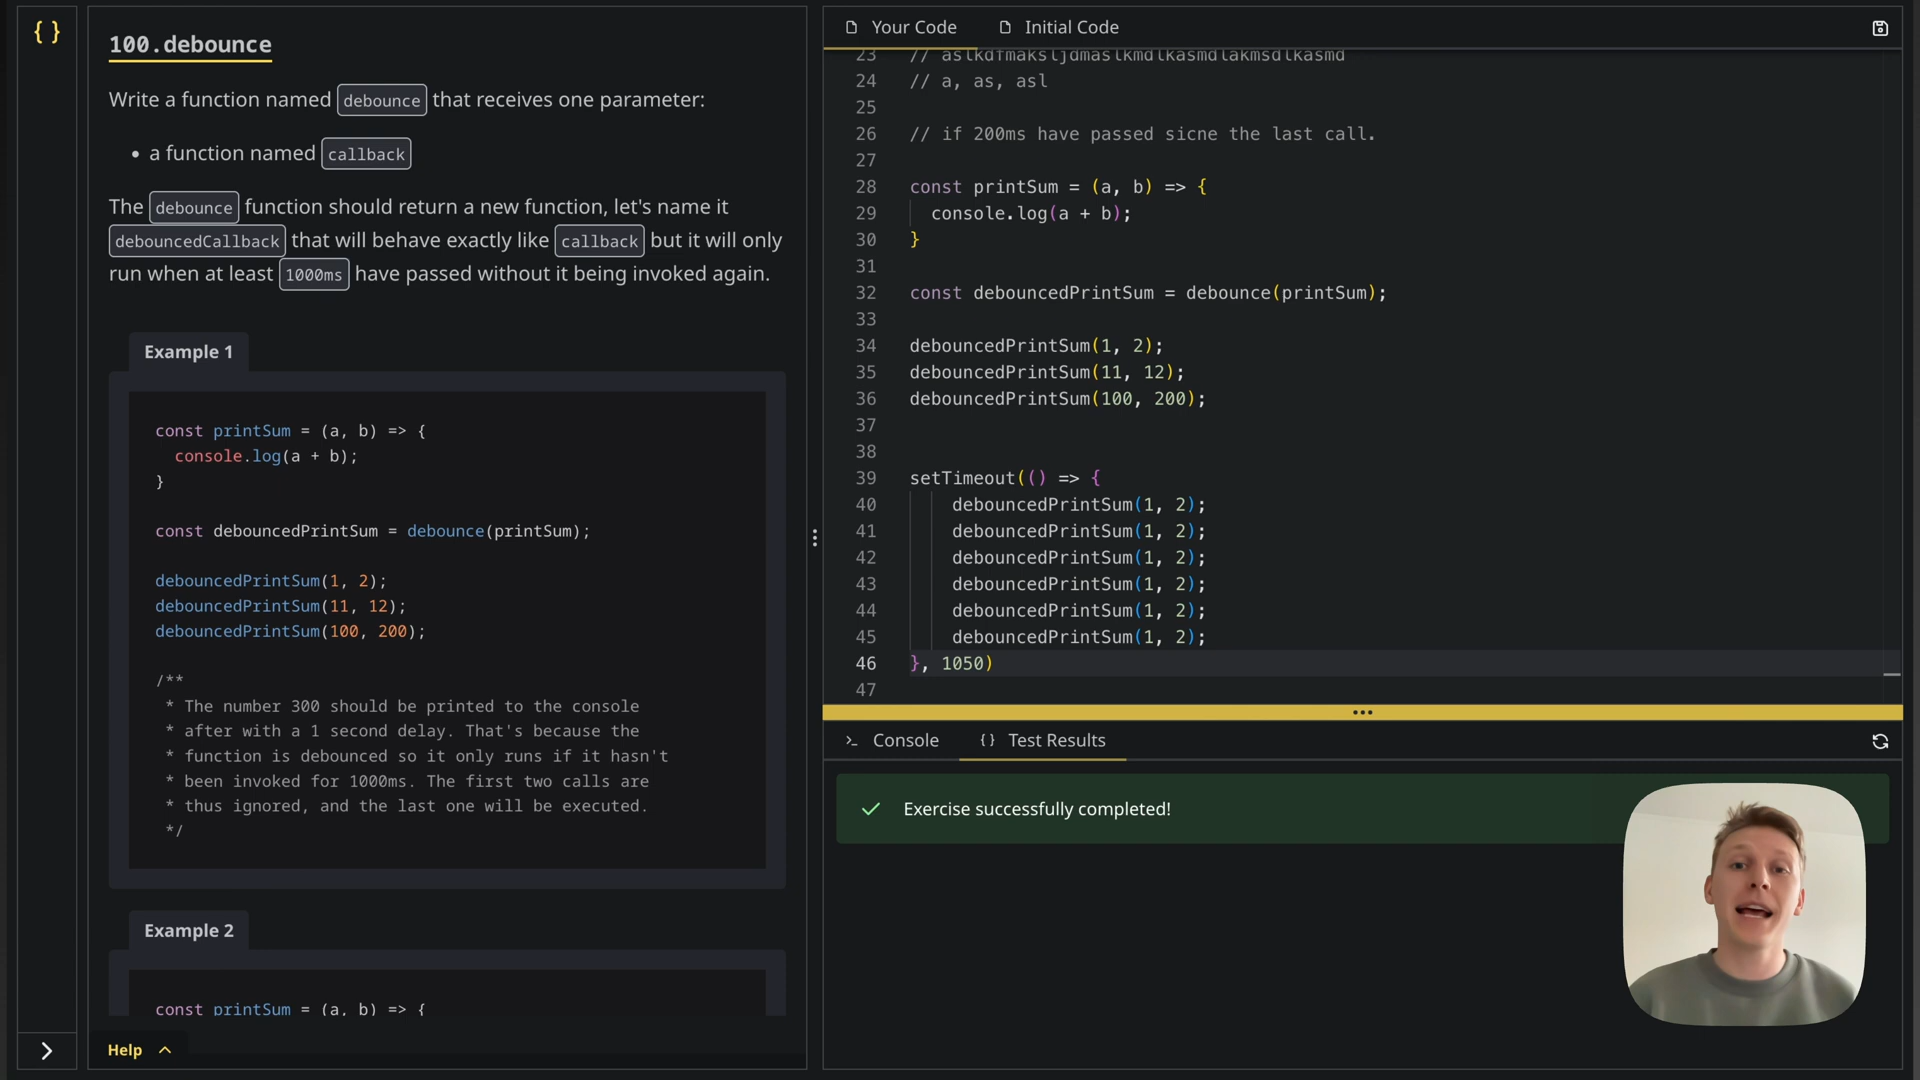 { }
100.debounce
Write a function named debounce that receives one parameter:
• a function named callback
The debounce function should return a new function, let's name it
debouncedCallback that will behave exactly like callback but it will only
run when at least 1000ms have passed without it being invoked again.
Example 1
const printSum = (a, b) => {
console.log(a + b);
}
const debouncedPrintSum = debounce(printSum);
debouncedPrintSum(1, 2);
debouncedPrintSum(11, 12);
debouncedPrintSum(100, 200);
/**
* The number 300 should be printed to the console
* after with a 1 second delay. That's because the
* function is debounced so it only runs if it hasn't
* been invoked for 1000ms. The first two calls are
* thus ignored, and the last one will be executed.
*/
Example 2
const printSum = (a, b) => {
Help
Your Code
Initial Code
23 // aslkdfmaksljdmaslkmdlkasmdlakmsdlkasmd
24 // a, as, asl
25
26 // if 200ms have passed sicne the last call.
27
28 const printSum = (a, b) => {
29 console.log(a + b);
30 }
31
32 const debouncedPrintSum = debounce(printSum);
33
34 debouncedPrintSum(1, 2);
35 debouncedPrintSum(11, 12);
36 debouncedPrintSum(100, 200);
37
38
39 setTimeout(() => {
40 debouncedPrintSum(1, 2);
41 debouncedPrintSum(1, 2);
42 debouncedPrintSum(1, 2);
43 debouncedPrintSum(1, 2);
44 debouncedPrintSum(1, 2);
45 debouncedPrintSum(1, 2);
46 }, 1050)
47
Console
{} Test Results
Exercise successfully completed!